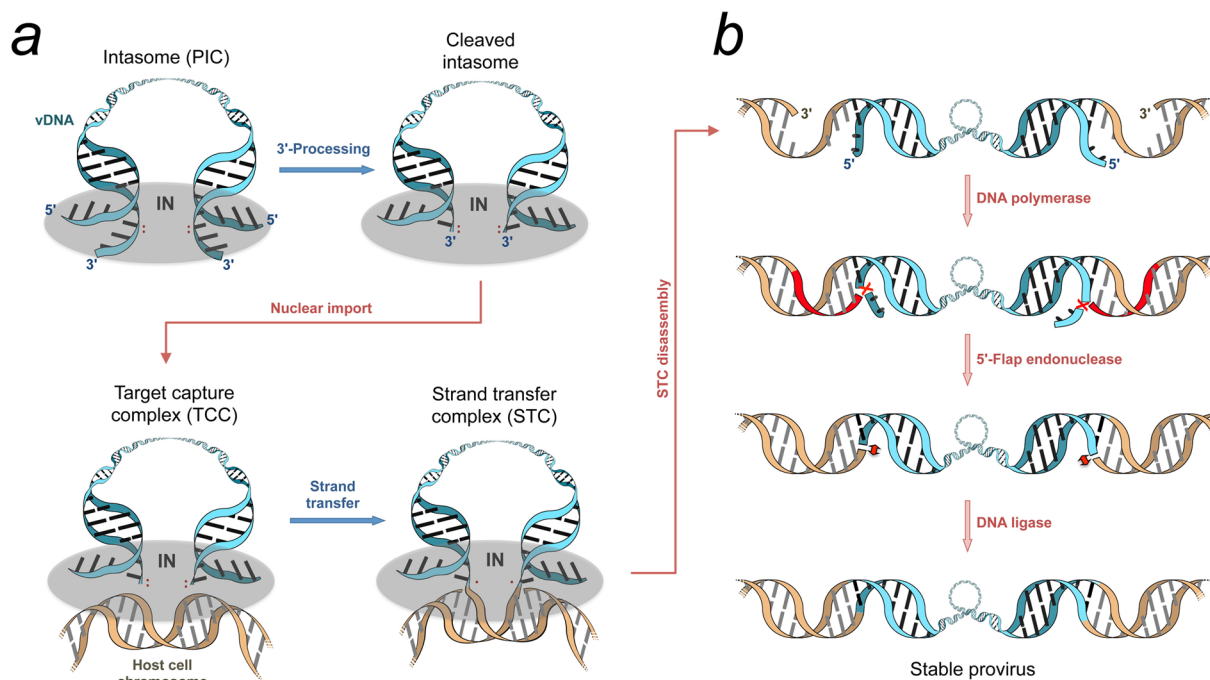 a
Intasome (PIC)
Cleaved
intasome
vDNA
3'-Processing
IN
5'
5'
3'
3'
IN
3'
3'
Nuclear import
Target capture
complex (TCC)
Strand transfer
complex (STC)
Strand
transfer
IN
IN
Host cell
chromosome
STC disassembly
b
3'
3'
5'
5'
DNA polymerase
X
X
5'-Flap endonuclease
DNA ligase
Stable provirus